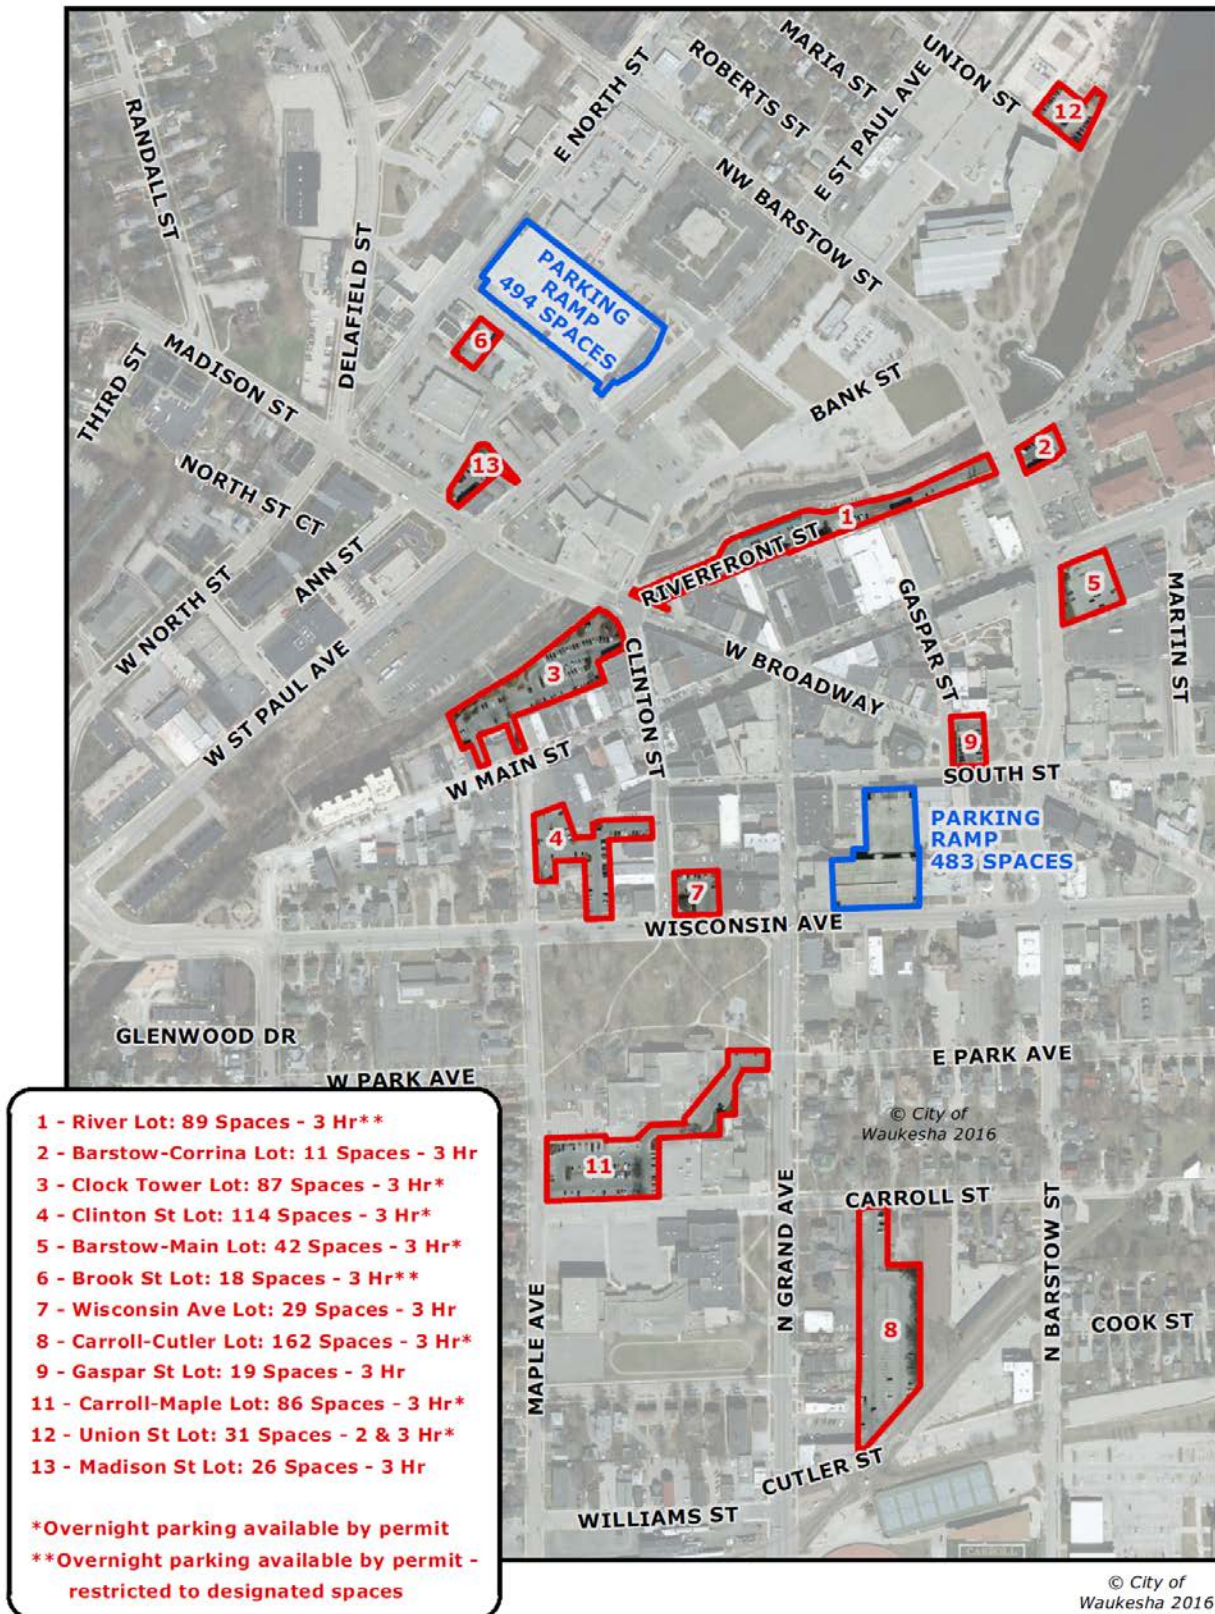 UNION ST
MARIA ST
ROBERTS ST
E ST PAUL AVE
E NORTH ST
RANDALL ST
12
NW BARSTOW ST
DELAFIELD ST
PARKING
RAMP
494 SPACES
6
MADISON ST
THIRD ST
BANK ST
2
13
NORTH ST CT
1
RIVERFRONT ST
ANN ST
W NORTH ST
5
MARTIN ST
GASPAR ST
W BROADWAY
3
CLINTON ST
W ST PAUL AVE
9
W MAIN ST
SOUTH ST
4
PARKING
RAMP
483 SPACES
7
WISCONSIN AVE
GLENWOOD DR
E PARK AVE
W PARK AVE
© City of
Waukesha 2016
11
CARROLL ST
N GRAND AVE
N BARSTOW ST
MAPLE AVE
8
COOK ST
CUTLER ST
WILLIAMS ST
CARROLL
1 - River Lot: 89 Spaces - 3 Hr**
2 - Barstow-Corrina Lot: 11 Spaces - 3 Hr
3 - Clock Tower Lot: 87 Spaces - 3 Hr*
4 - Clinton St Lot: 114 Spaces - 3 Hr*
5 - Barstow-Main Lot: 42 Spaces - 3 Hr*
6 - Brook St Lot: 18 Spaces - 3 Hr**
7 - Wisconsin Ave Lot: 29 Spaces - 3 Hr
8 - Carroll-Cutler Lot: 162 Spaces - 3 Hr*
9 - Gaspar St Lot: 19 Spaces - 3 Hr
11 - Carroll-Maple Lot: 86 Spaces - 3 Hr*
12 - Union St Lot: 31 Spaces - 2 & 3 Hr*
13 - Madison St Lot: 26 Spaces - 3 Hr
*Overnight parking available by permit
**Overnight parking available by permit -
restricted to designated spaces
© City of
Waukesha 2016